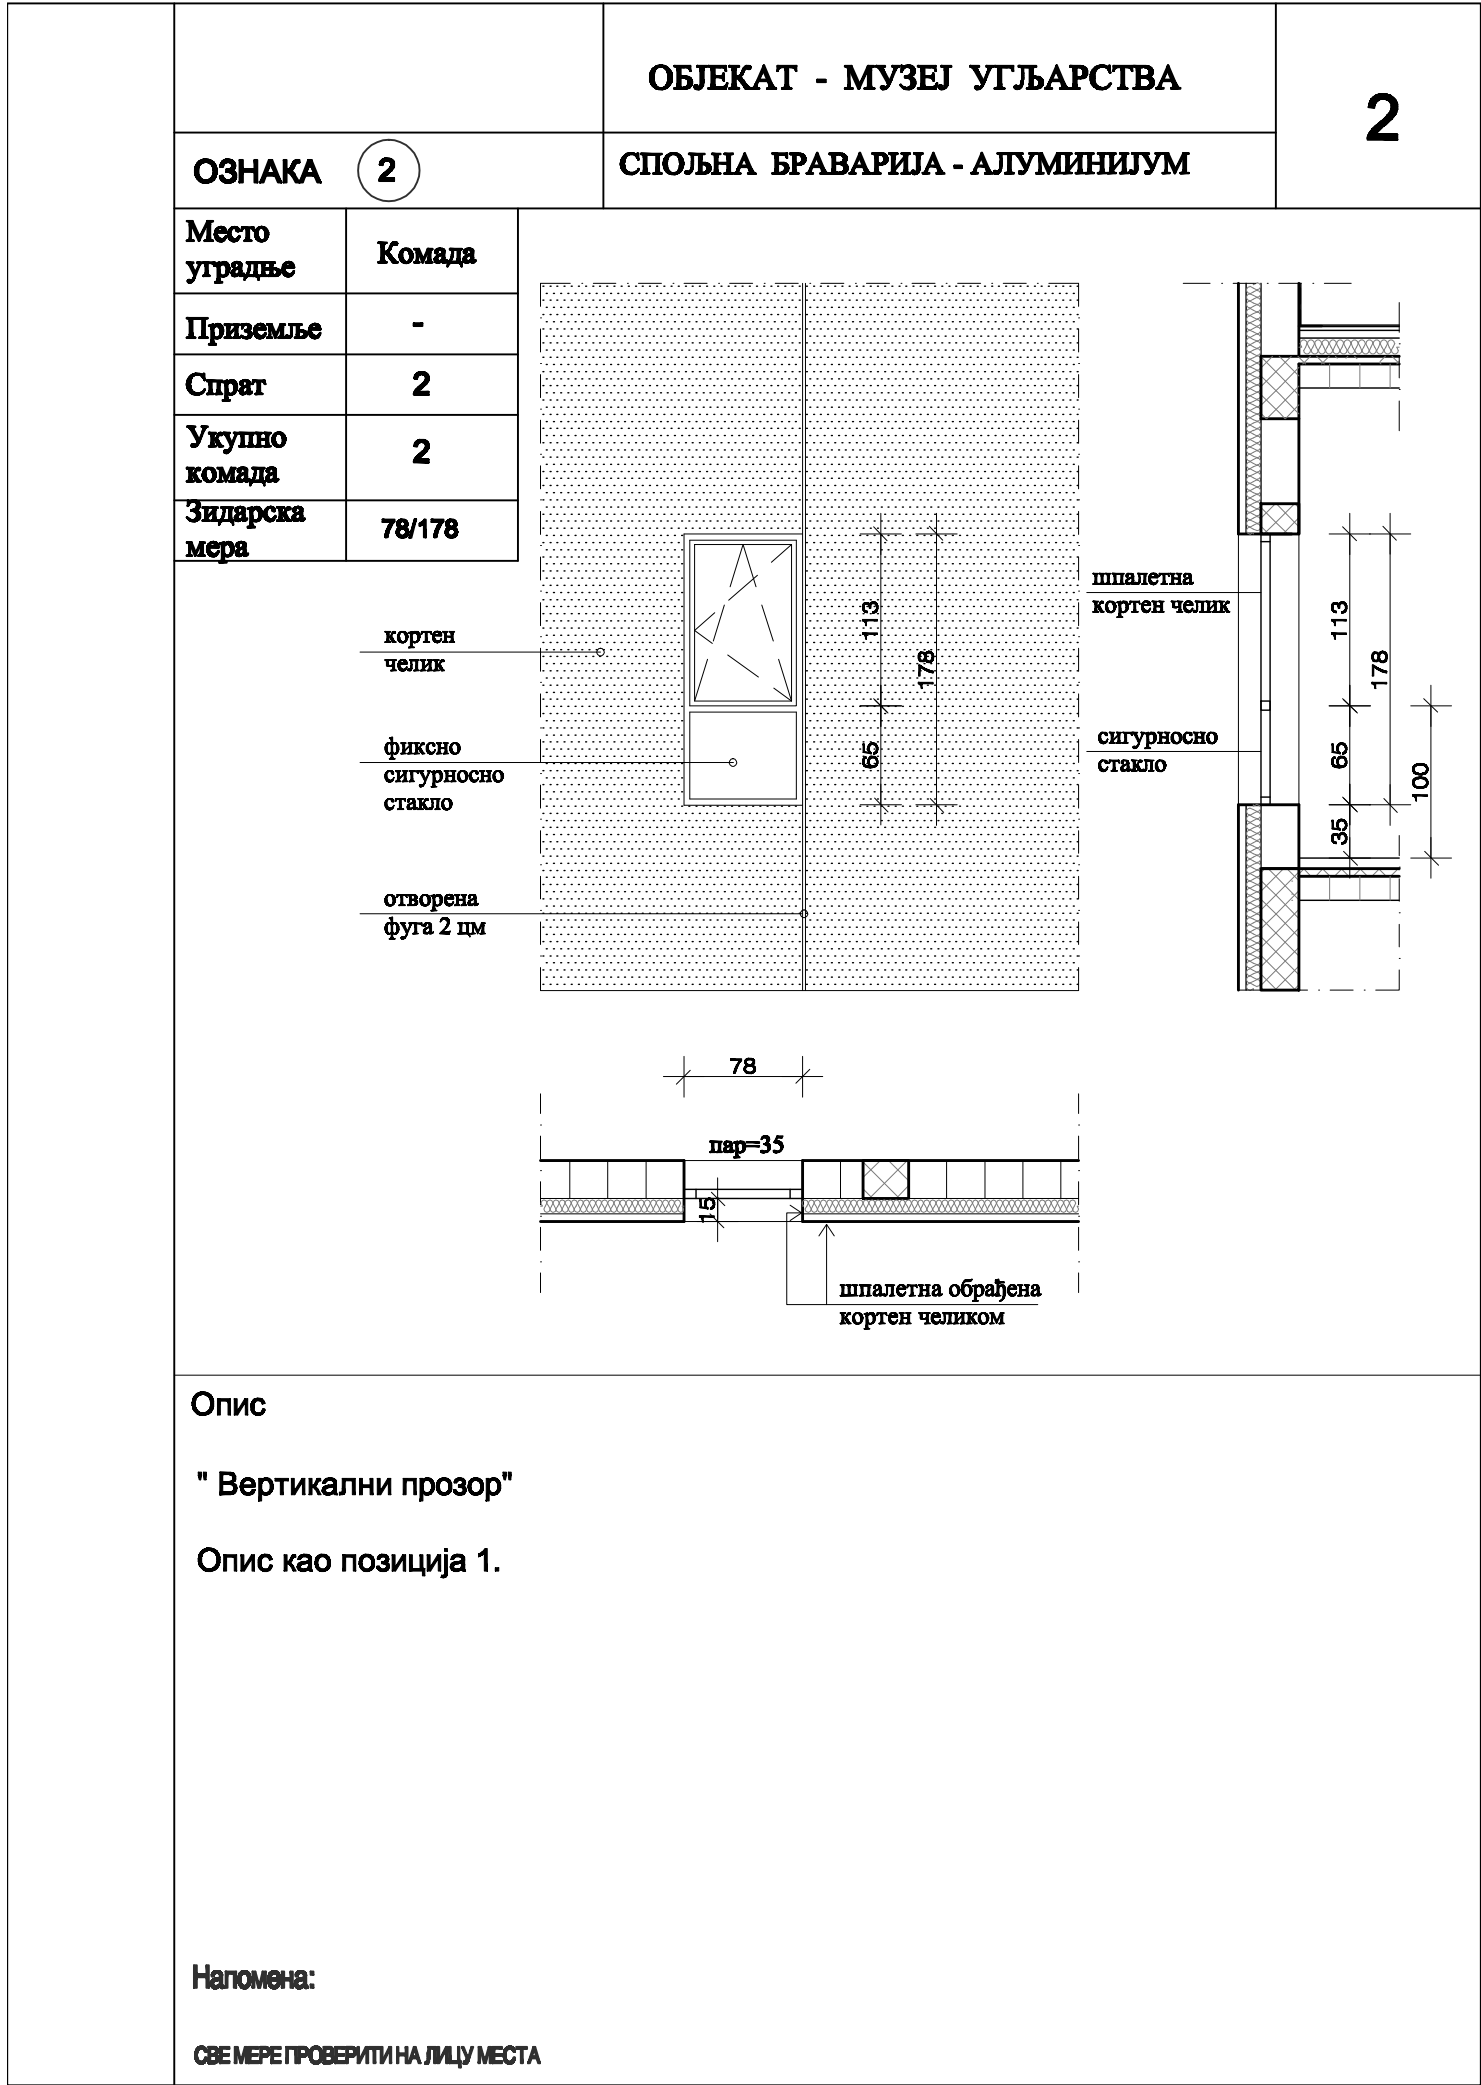 ОБЈЕКАТ - МУЗЕЈ УГЉАРСТВА
2
ОЗНАКА 2
СПОЉНА БРАВАРИЈА - АЛУМИНИЈУМ
Место
уградње
Комада
Приземље
-
Спрат
2
Укупно
комада
2
Зидарска
мера
78/178
кортен
челик
фиксно
сигурносно
стакло
отворена
фуга 2 цм
113
178
65
шпалетна
кортен челик
сигурносно
стакло
113
178
65
100
35
78
пар=35
15
шпалетна обрађена
кортен челиком
Опис
" Вертикални прозор"
Опис као позиција 1.
Напомена:
СВЕ МЕРЕ ПРОВЕРИТИ НА ЛИЦУ МЕСТА